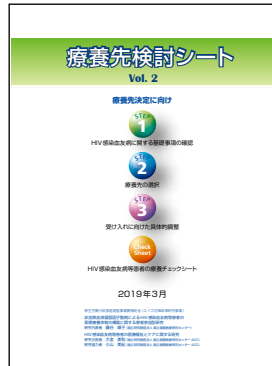 療養先検討シート
Vol. 2
療養先決定に向け
STEP
1
HIV感染血友病に関する基礎事項の確認
STEP
2
療養先の選択
STEP
3
受け入れに向けた具体的調整
Check
Sheet
HIV感染血友病等患者の療養チェックシート
2019年3月